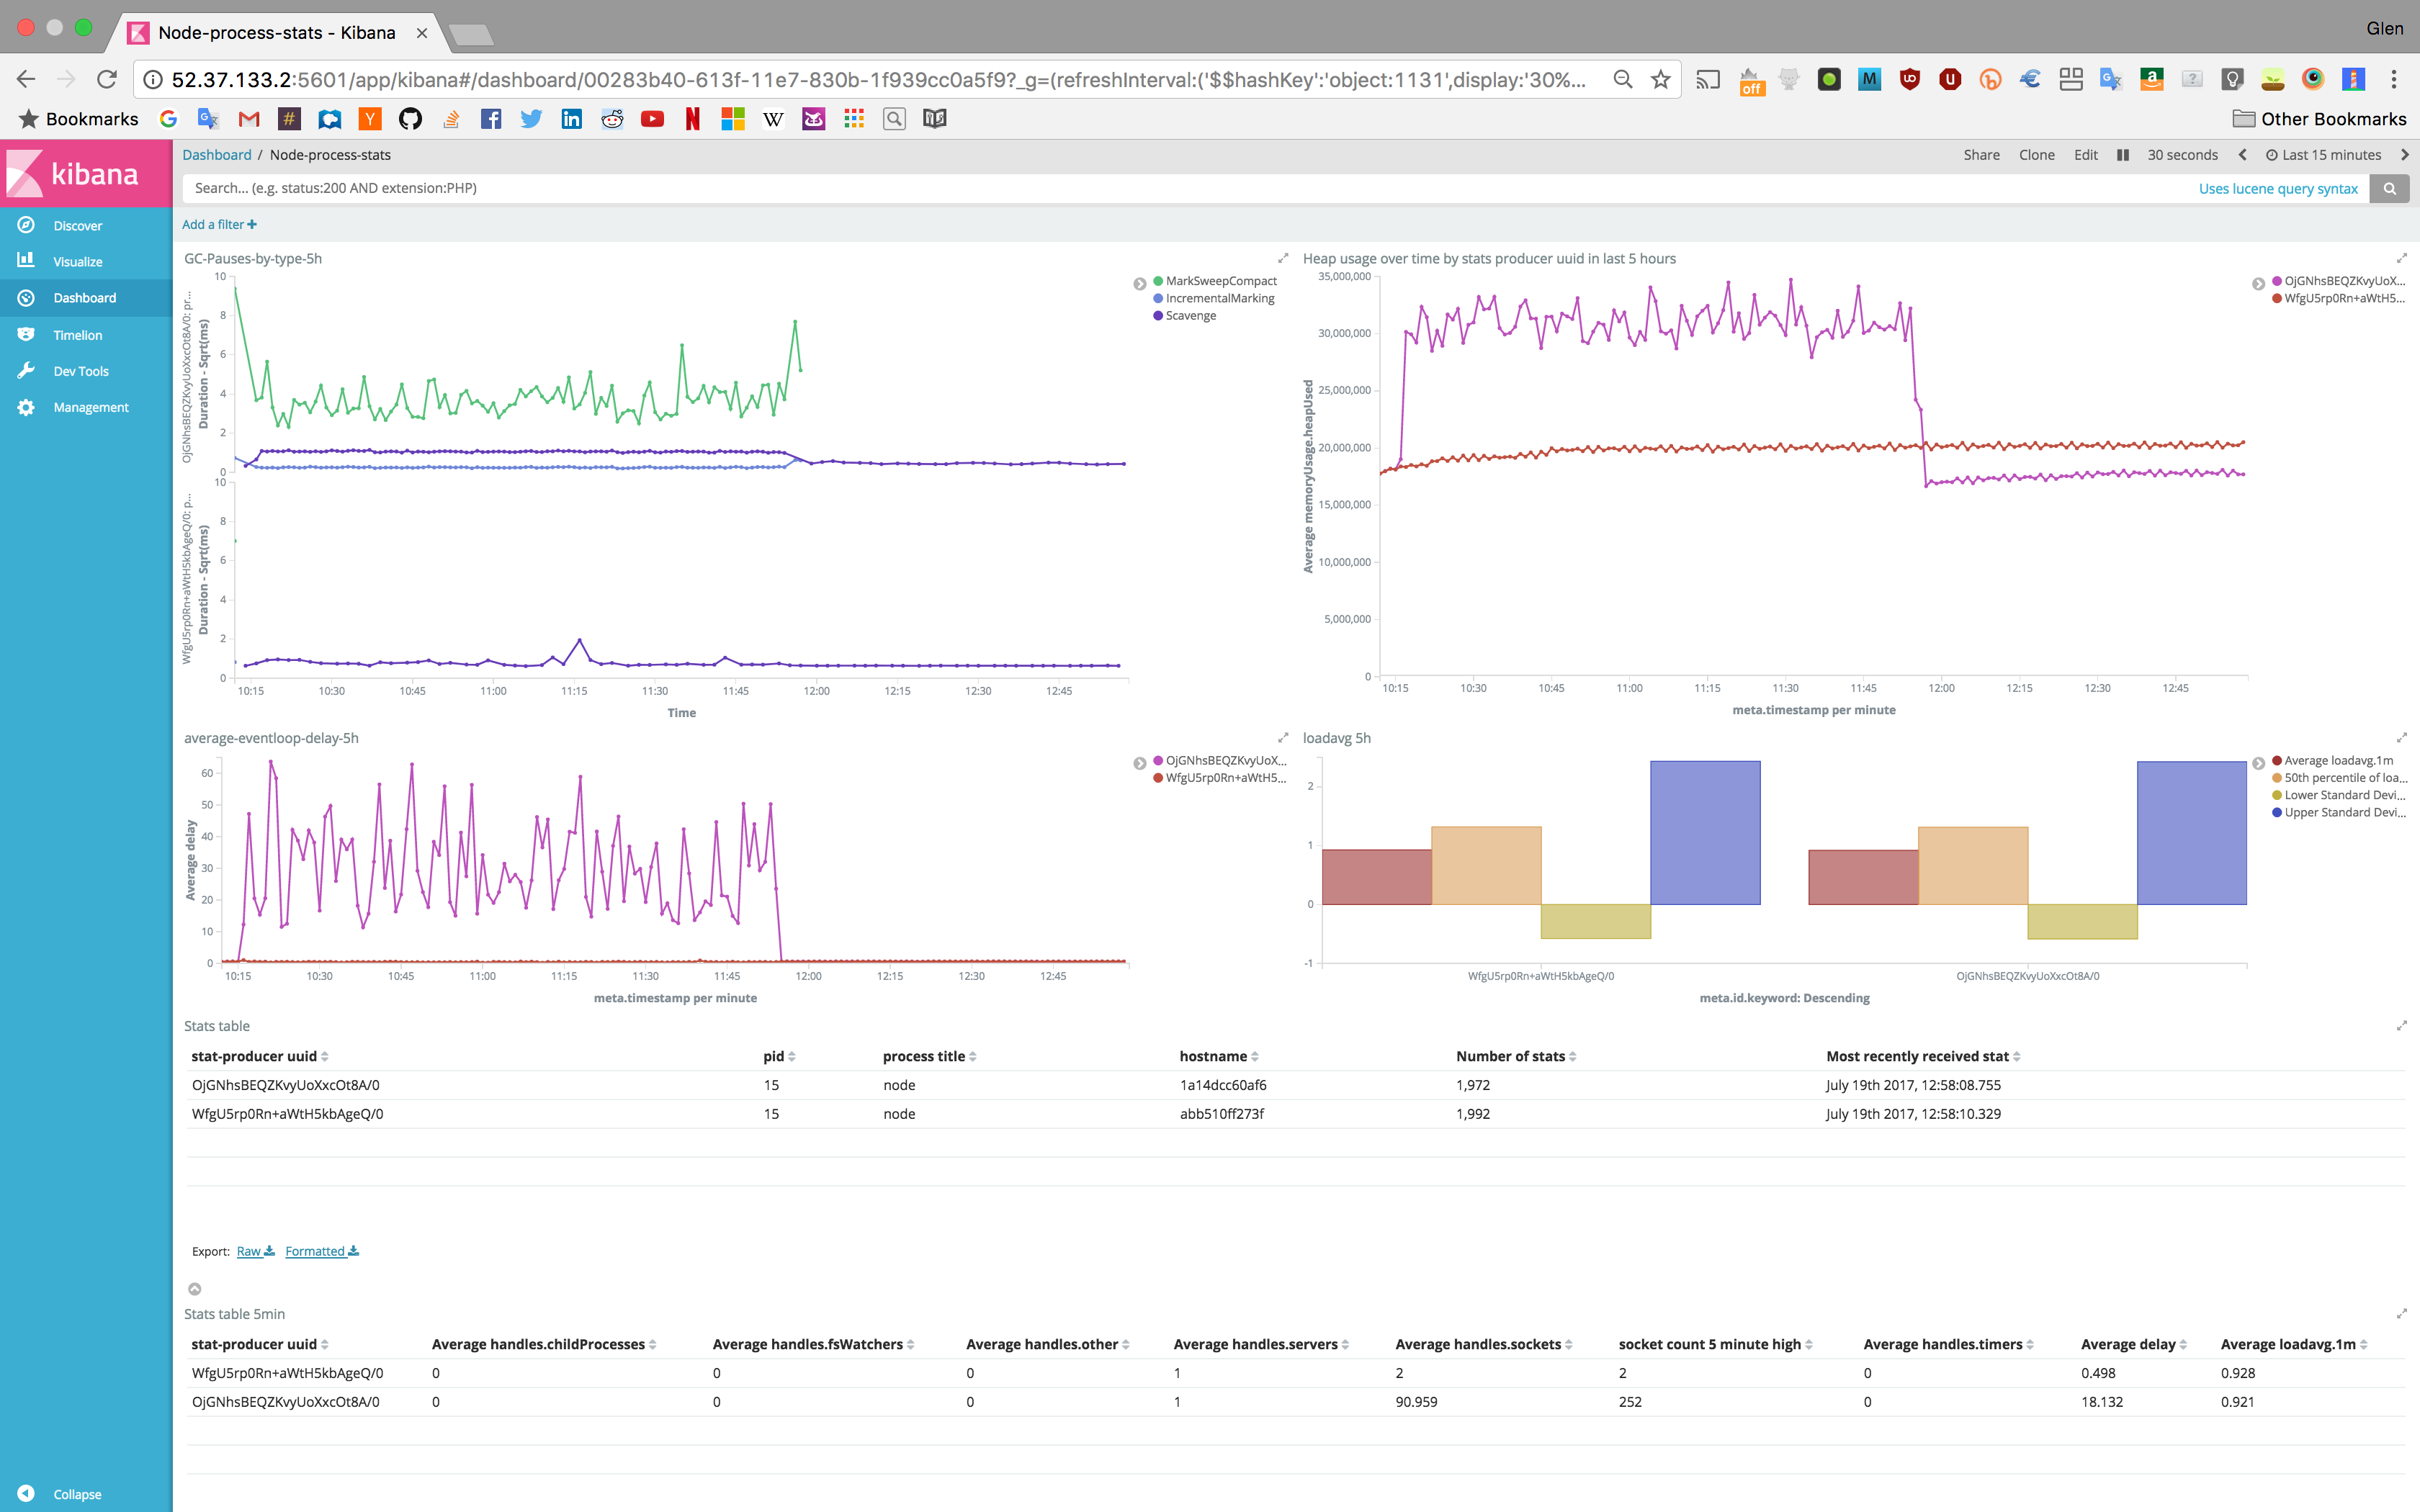 Node-process-stats - Kibana
Glen
52.37.133.2:5601/app/kibana#/dashboard/00283b40-613f-11e7-830b-1f939cc0a5f9?_g=(refreshInterval:('$$hashKey':'object:1131',display:'30%...
off
Bookmarks
Other Bookmarks
kibana
Dashboard / Node-process-stats
Share Clone Edit 30 seconds Last 15 minutes
Search... (e.g. status:200 AND extension:PHP)
Uses lucene query syntax
Add a filter +
Discover
Visualize
Dashboard
Timelion
Dev Tools
Management
Collapse
GC-Pauses-by-type-5h
OjGNhsBEQZKvyUoXxcOt8A/0: pr...
Duration - Sqrt(ms)
10
8
6
4
2
0
WfgU5rp0Rn+aWtH5kbAgeQ/0: p...
Duration - Sqrt(ms)
10
8
6
4
2
0
10:15 10:30 10:45 11:00 11:15 11:30 11:45 12:00 12:15 12:30 12:45
Time
MarkSweepCompact
IncrementalMarking
Scavenge
Heap usage over time by stats producer uuid in last 5 hours
Average memoryUsage.heapUsed
35,000,000
30,000,000
25,000,000
20,000,000
15,000,000
10,000,000
5,000,000
0
10:15 10:30 10:45 11:00 11:15 11:30 11:45 12:00 12:15 12:30 12:45
meta.timestamp per minute
OjGNhsBEQZKvyUoX...
WfgU5rp0Rn+aWtH5...
average-eventloop-delay-5h
Average delay
60
50
40
30
20
10
0
10:15 10:30 10:45 11:00 11:15 11:30 11:45 12:00 12:15 12:30 12:45
meta.timestamp per minute
OjGNhsBEQZKvyUoX...
WfgU5rp0Rn+aWtH5...
loadavg 5h
2
1
0
-1
WfgU5rp0Rn+aWtH5kbAgeQ/0 OjGNhsBEQZKvyUoXxcOt8A/0
meta.id.keyword: Descending
Average loadavg.1m
50th percentile of loa...
Lower Standard Devi...
Upper Standard Devi...
Stats table
stat-producer uuid pid process title hostname Number of stats Most recently received stat
OjGNhsBEQZKvyUoXxcOt8A/0 15 node 1a14dcc60af6 1,972 July 19th 2017, 12:58:08.755
WfgU5rp0Rn+aWtH5kbAgeQ/0 15 node abb510ff273f 1,992 July 19th 2017, 12:58:10.329
Export: Raw Formatted
Stats table 5min
stat-producer uuid Average handles.childProcesses Average handles.fsWatchers Average handles.other Average handles.servers Average handles.sockets socket count 5 minute high Average handles.timers Average delay Average loadavg.1m
WfgU5rp0Rn+aWtH5kbAgeQ/0 0 0 0 1 2 2 0 0.498 0.928
OjGNhsBEQZKvyUoXxcOt8A/0 0 0 0 1 90.959 252 0 18.132 0.921